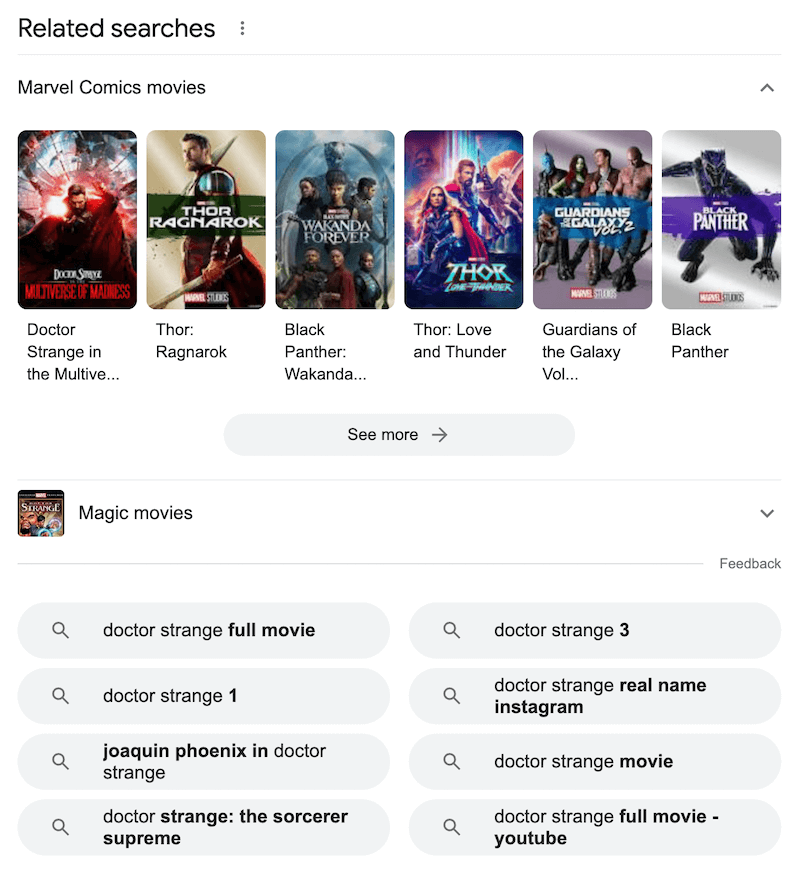 Related searches
Marvel Comics movies
DOCTOR STRANGE
MULTIVERSE OF MADNESS
THOR
RAGNAROK
MARVEL STUDIOS
WAKANDA
FOREVER
THOR
LOVE AND THUNDER
GUARDIANS
OF THE GALAXY
VOL 2
MARVEL STUDIOS
BLACK
PANTHER
MARVEL STUDIOS
Doctor
Strange in
the Multive...
Thor:
Ragnarok
Black
Panther:
Wakanda...
Thor: Love
and Thunder
Guardians of
the Galaxy
Vol...
Black
Panther
See more
STRANGE
Magic movies
Feedback
doctor strange full movie
doctor strange 3
doctor strange 1
doctor strange real name
instagram
joaquin phoenix in doctor
strange
doctor strange movie
doctor strange: the sorcerer
supreme
doctor strange full movie -
youtube